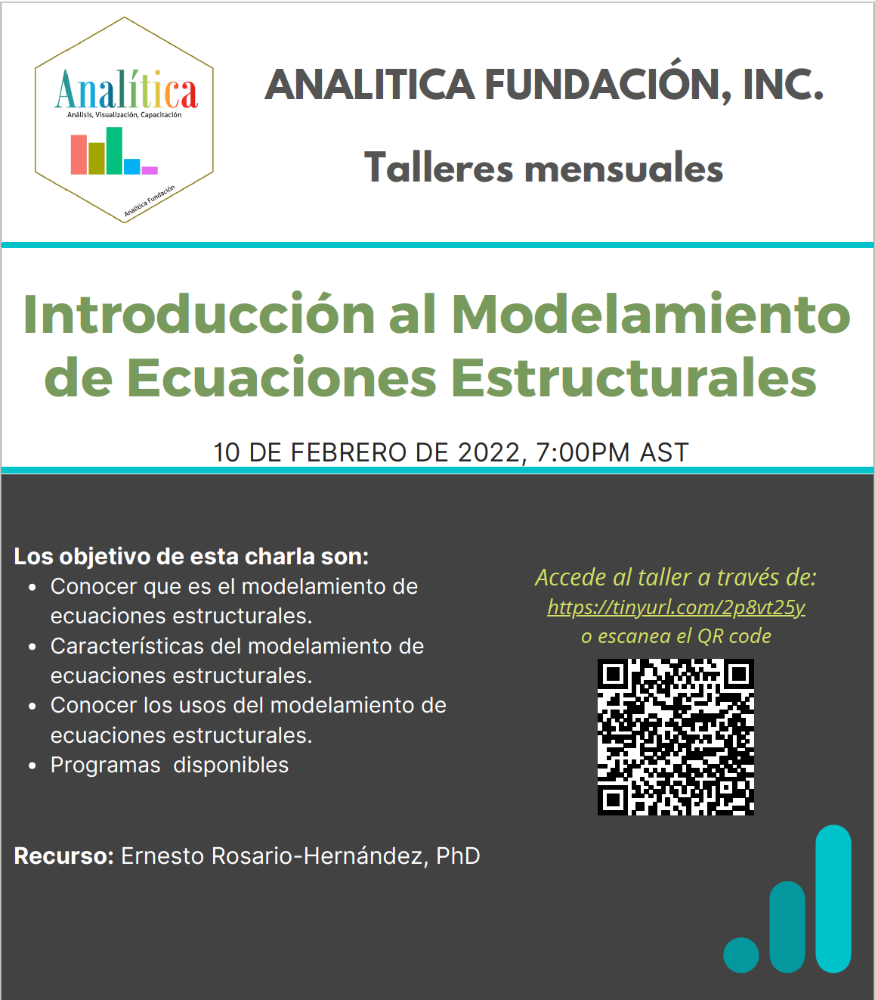 Analítica
Análisis, Visualización, Capacitación
Analítica Fundación
ANALITICA FUNDACIÓN, INC.
Talleres mensuales
Introducción al Modelamiento
de Ecuaciones Estructurales
10 DE FEBRERO DE 2022, 7:00PM AST
Los objetivo de esta charla son:
• Conocer que es el modelamiento de
ecuaciones estructurales.
• Características del modelamiento de
ecuaciones estructurales.
• Conocer los usos del modelamiento de
ecuaciones estructurales.
• Programas  disponibles
Recurso: Ernesto Rosario-Hernández, PhD
Accede al taller a través de:
https://tinyurl.com/2p8vt25y
o escanea el QR code